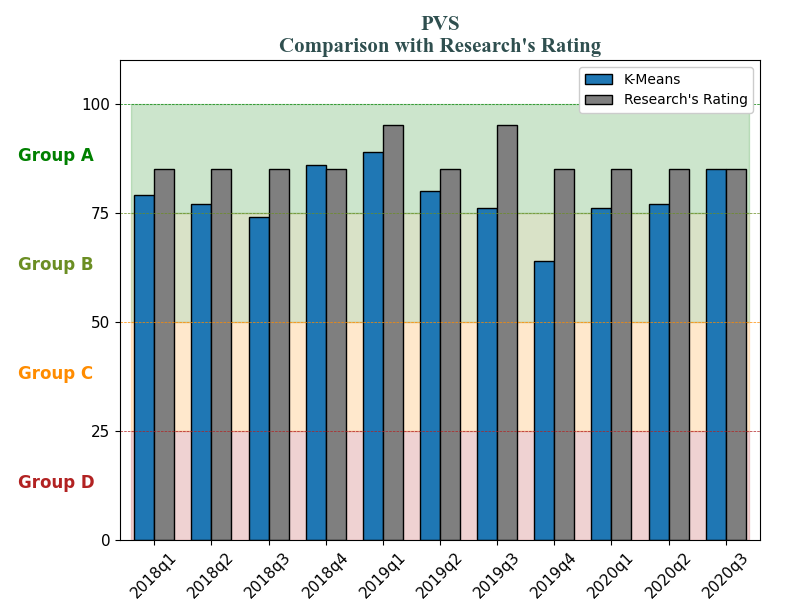 PVS
Comparison with Research's Rating
K-Means
Research's Rating
100
Group A
75
Group B
50
Group C
25
Group D
0
2018q1
2018q2
2018q3
2018q4
2019q1
2019q2
2019q3
2019q4
2020q1
2020q2
2020q3